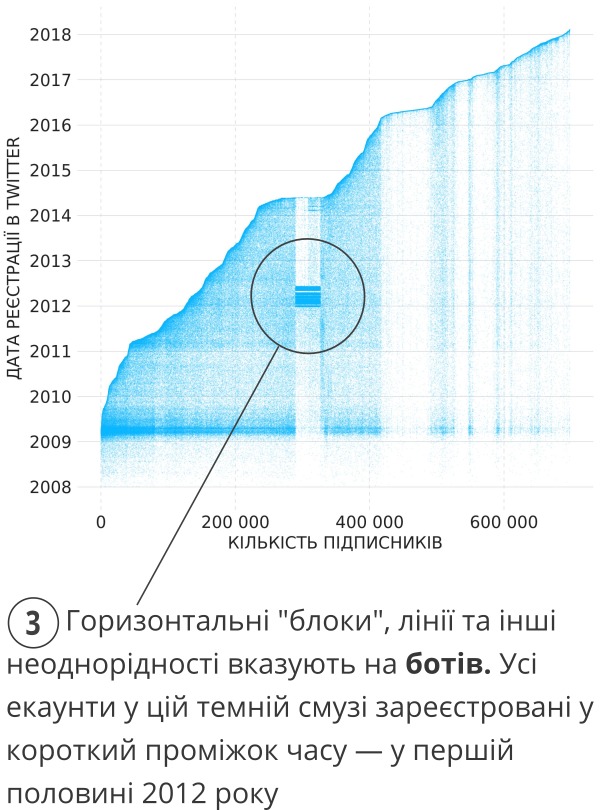 2018
2017
2016
2015
2014
2013
2012
2011
2010
2009
2008
ДАТА РЕЄСТРАЦІЇ В TWITTER
0
200 000
400 000
600 000
КІЛЬКІСТЬ ПІДПИСНИКІВ
3 Горизонтальні "блоки", лінії та інші
неоднорідності вказують на ботів. Усі
екаунти у цій темній смузі зареєстровані у
короткий проміжок часу — у першій
половині 2012 року